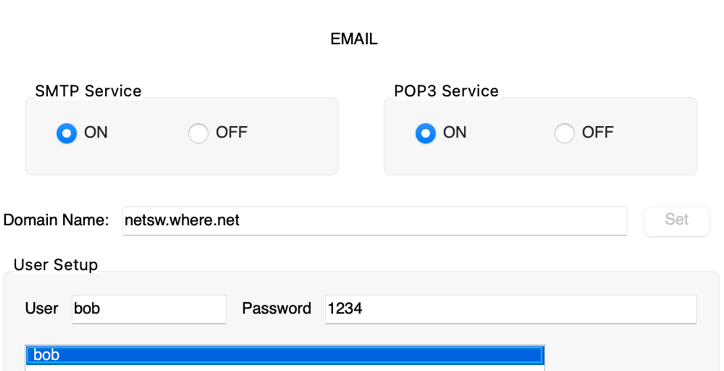 EMAIL
SMTP Service POP3 Service
ON OFF ON OFF
Domain Name: netsw.where.net Set
User Setup
User bob Password 1234
bob